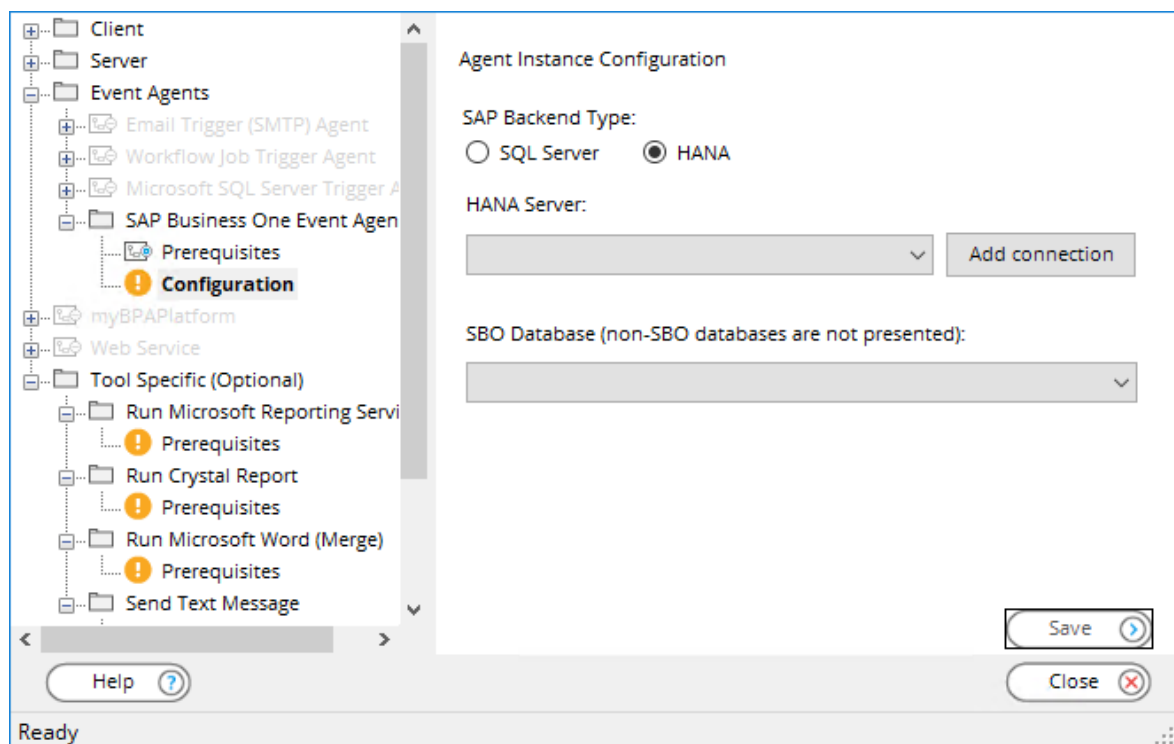 Client
Server
Event Agents
Email Trigger (SMTP) Agent
Workflow Job Trigger Agent
Microsoft SQL Server Trigger A
SAP Business One Event Agen
Prerequisites
Configuration
myBPAPlatform
Web Service
Tool Specific (Optional)
Run Microsoft Reporting Servi
Prerequisites
Run Crystal Report
Prerequisites
Run Microsoft Word (Merge)
Prerequisites
Send Text Message
Agent Instance Configuration
SAP Backend Type:
SQL Server HANA
HANA Server:
Add connection
SBO Database (non-SBO databases are not presented):
Save
Help ? Close
Ready